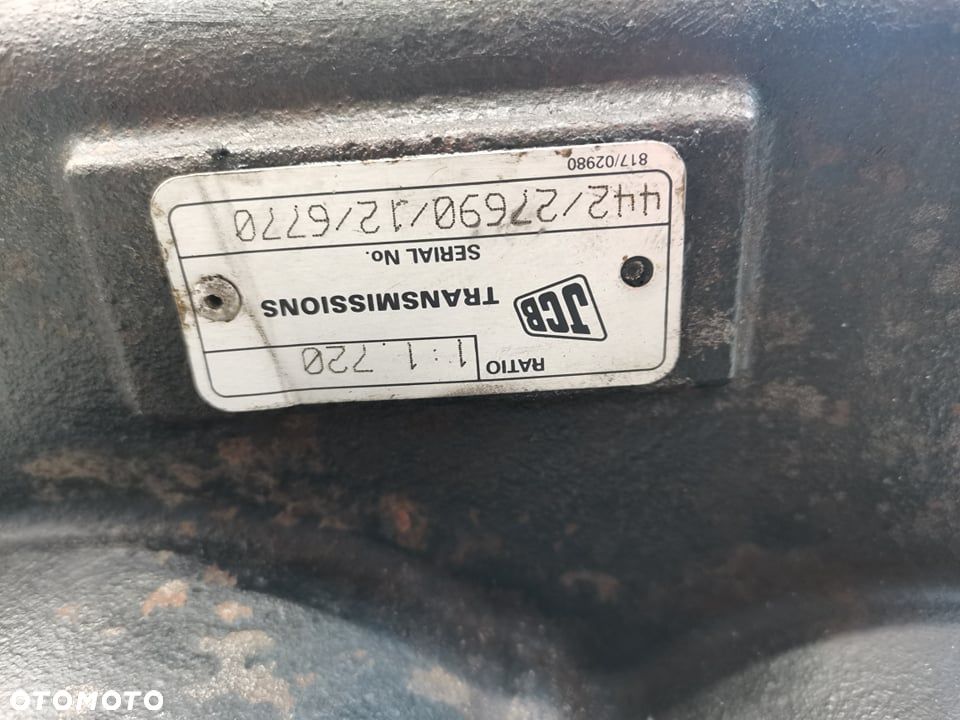 RATIO 1:1.720
JCB TRANSMISSIONS
SERIAL No.
442/27690/12/6770
817/02980
OTOMOTO